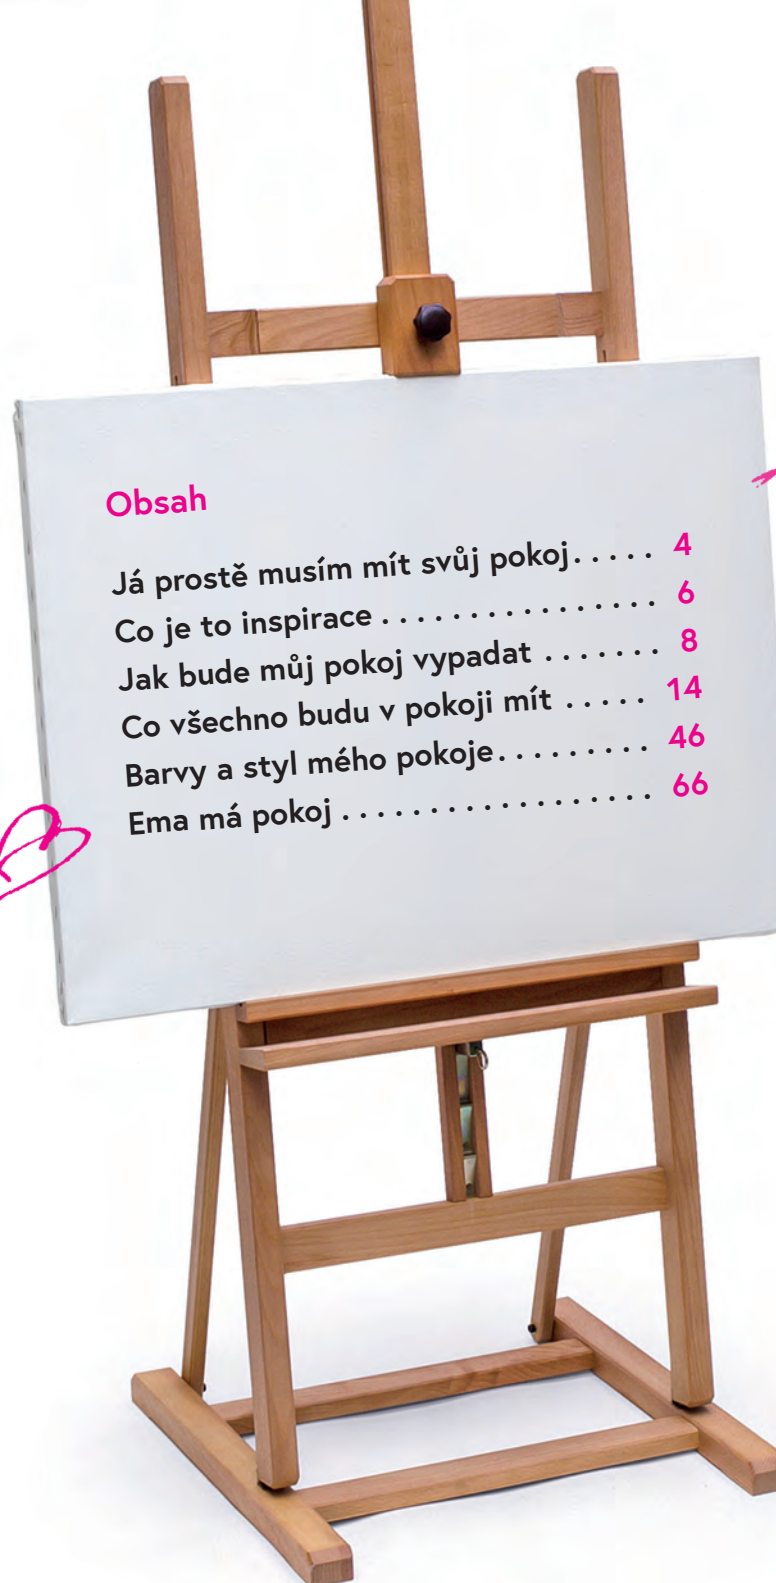 Obsah
Já prostě musím mít svůj pokoj. . . . . 4
Co je to inspirace . . . . . . . . . . . . . . . . 6
Jak bude můj pokoj vypadat . . . . . . . 8
Co všechno budu v pokoji mít . . . . . 14
Barvy a styl mého pokoje. . . . . . . . . 46
Ema má pokoj . . . . . . . . . . . . . . . . . . 66